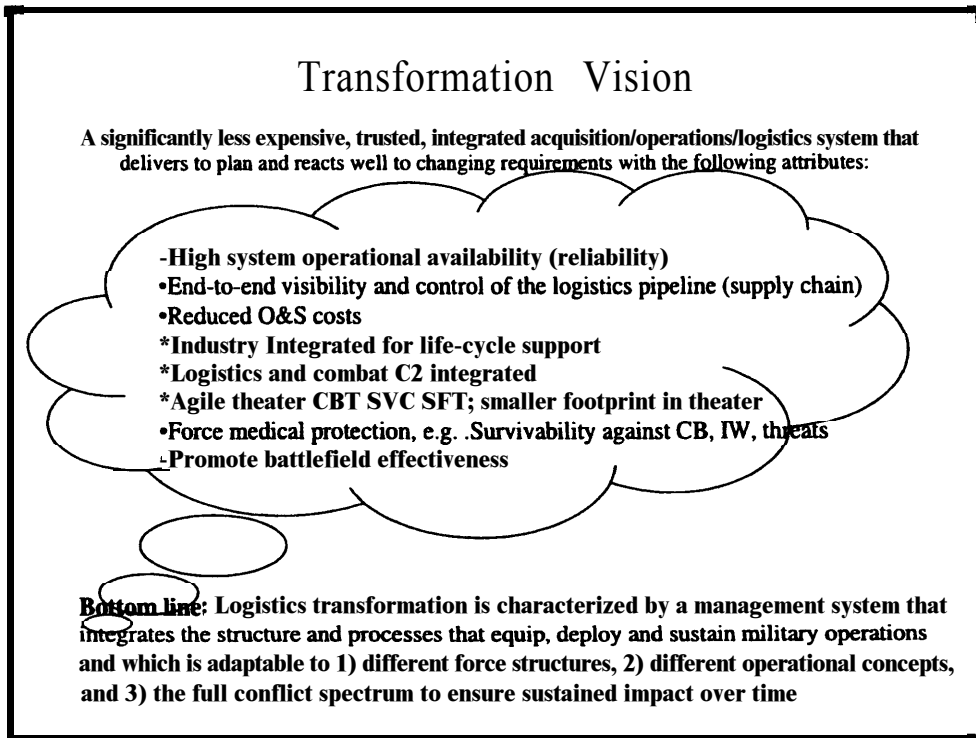 Transformation Vision
A significantly less expensive, trusted, integrated acquisition/operations/logistics system that
delivers to plan and reacts well to changing requirements with the following attributes:
-High system operational availability (reliability)
•End-to-end visibility and control of the logistics pipeline (supply chain)
•Reduced O&S costs
*Industry Integrated for life-cycle support
*Logistics and combat C2 integrated
*Agile theater CBT SVC SFT; smaller footprint in theater
•Force medical protection, e.g. .Survivability against CB, IW, threats
-Promote battlefield effectiveness
Bottom line: Logistics transformation is characterized by a management system that
integrates the structure and processes that equip, deploy and sustain military operations
and which is adaptable to 1) different force structures, 2) different operational concepts,
and 3) the full conflict spectrum to ensure sustained impact over time